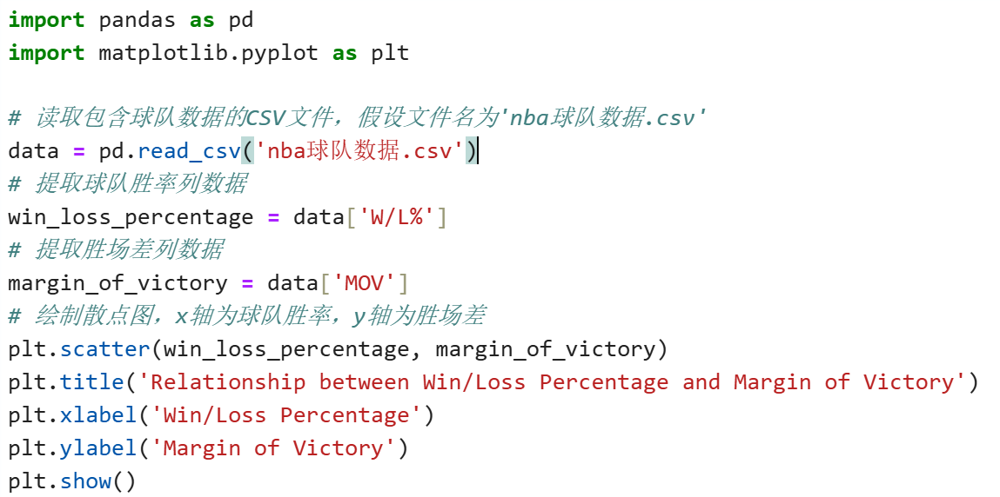 import pandas as pd
import matplotlib.pyplot as plt
# 读取包含球队数据的CSV文件，假设文件名为'nba球队数据.csv'
data = pd.read_csv('nba球队数据.csv')
# 提取球队胜率列数据
win_loss_percentage = data['W/L%']
# 提取胜场差列数据
margin_of_victory = data['MOV']
# 绘制散点图，x轴为球队胜率，y轴为胜场差
plt.scatter(win_loss_percentage, margin_of_victory)
plt.title('Relationship between Win/Loss Percentage and Margin of Victory')
plt.xlabel('Win/Loss Percentage')
plt.ylabel('Margin of Victory')
plt.show()